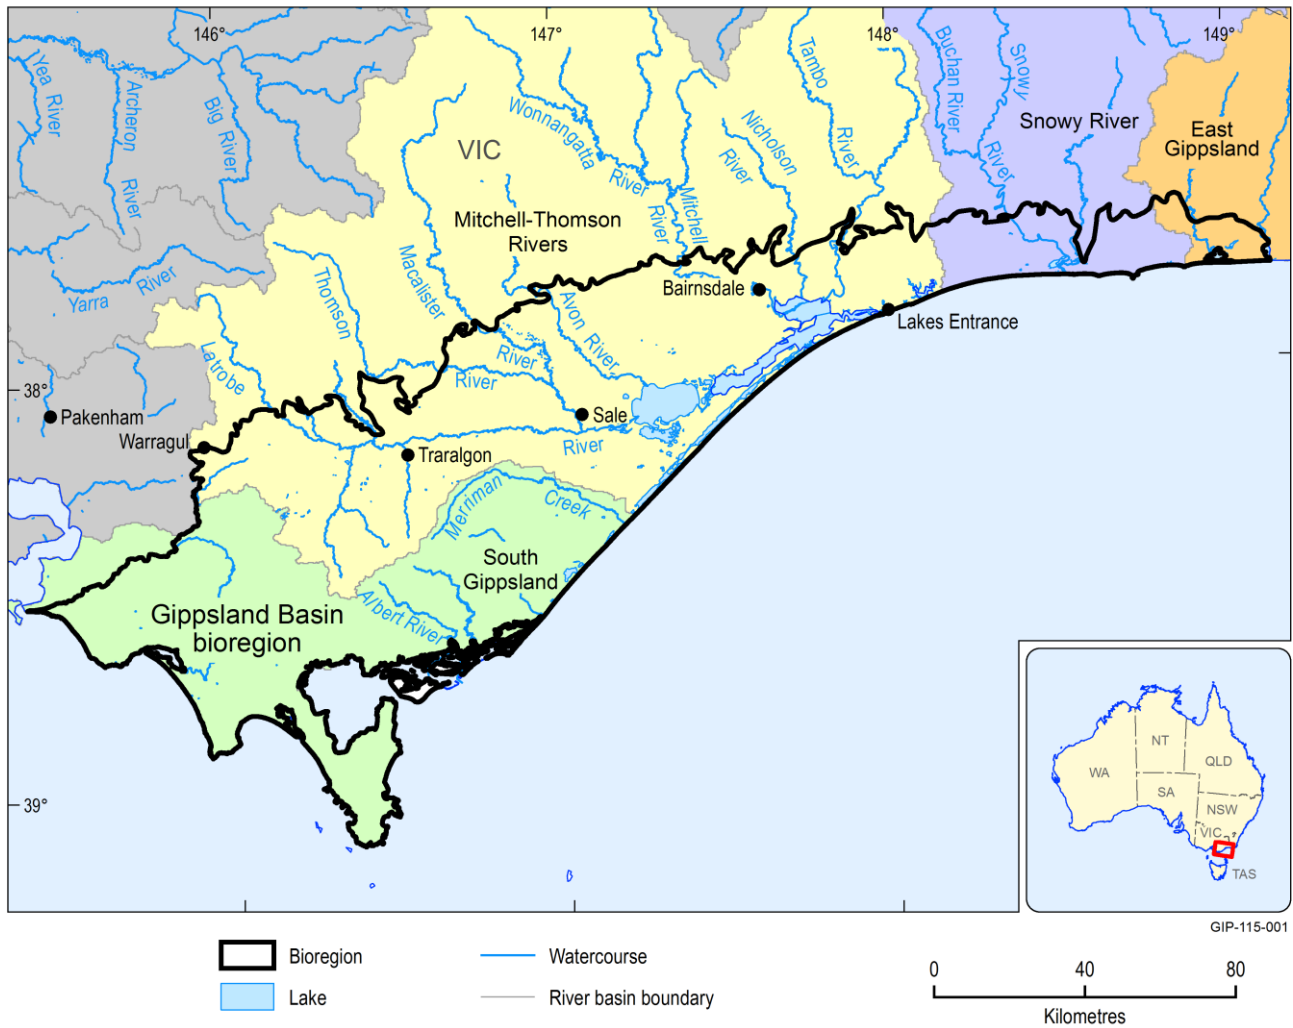 146°
147°
148°
149°
Yea River
Archeron River
Big River
Wonnangatta River
Tambo River
Buchan River
Snowy River
Nicholson River
Mitchell River
VIC
Snowy River
East
Gippsland
Mitchell-Thomson
Rivers
Macalister River
Thomson River
Yarra River
Avon River
Bairnsdale
Lakes Entrance
Latrobe River
38°
Pakenham
Warragul
Sale
Traralgon
Merriman Creek
South
Gippsland
Albert River
Gippsland Basin
bioregion
39°
WA
NT
QLD
SA
NSW
VIC
TAS
GIP-115-001
Bioregion
Watercourse
Lake
River basin boundary
0 40 80
Kilometres